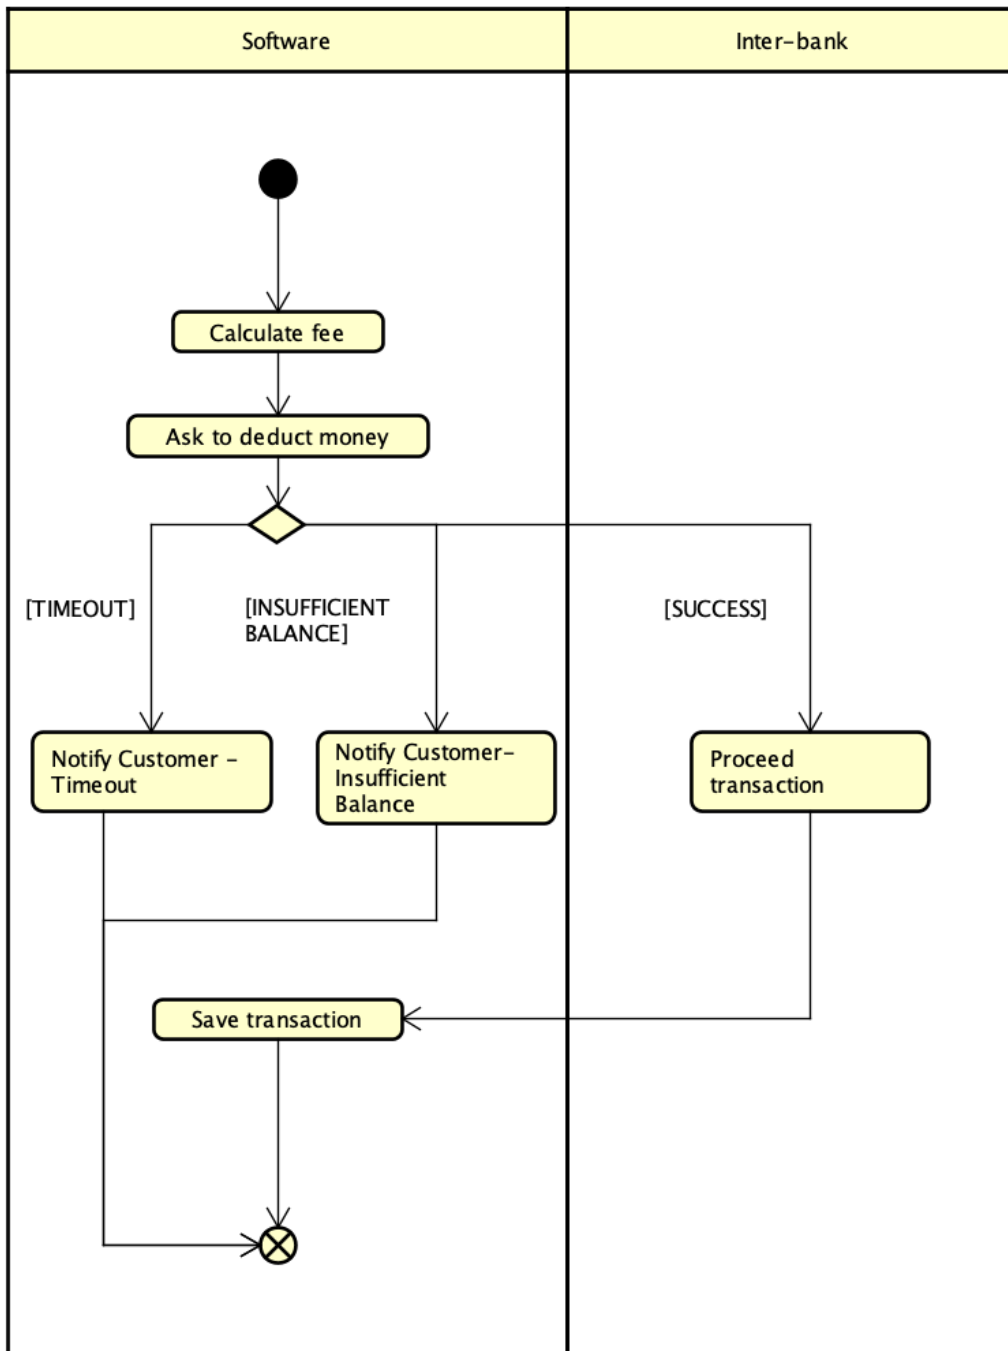 Software
Inter-bank
Calculate fee
Ask to deduct money
[TIMEOUT]
[INSUFFICIENT
BALANCE]
[SUCCESS]
Notify Customer -
Timeout
Notify Customer-
Insufficient
Balance
Proceed
transaction
Save transaction